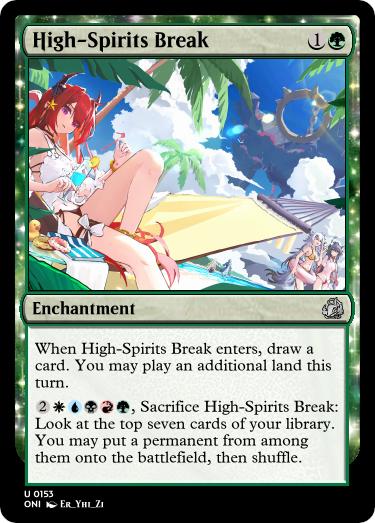 High-Spirits Break 1
Enchantment
When High-Spirits Break enters, draw a
card. You may play an additional land this
turn.
2, Sacrifice High-Spirits Break:
Look at the top seven cards of your library.
You may put a permanent from among
them onto the battlefield, then shuffle.
U 0153
ONI Er_Yhi_Zi